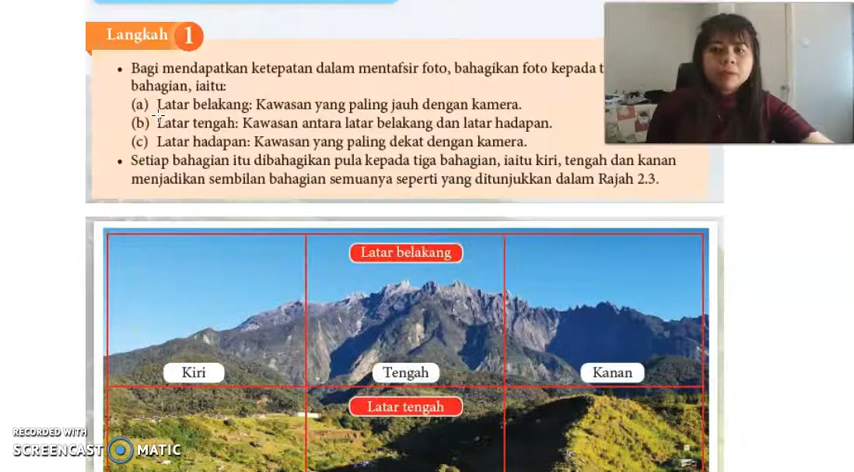 Langkah 1
• Bagi mendapatkan ketepatan dalam mentafsir foto, bahagikan foto kepada
bahagian, iaitu:
(a) Latar belakang: Kawasan yang paling jauh dengan kamera.
(b) Latar tengah: Kawasan antara latar belakang dan latar hadapan.
(c) Latar hadapan: Kawasan yang paling dekat dengan kamera.
• Setiap bahagian itu dibahagikan pula kepada tiga bahagian, iaitu kiri, tengah dan kanan
menjadikan sembilan bahagian semuanya seperti yang ditunjukkan dalam Rajah 2.3.
Latar belakang
Kiri
Tengah
Kanan
Latar tengah
RECORDED WITH
SCREENCAST MATIC